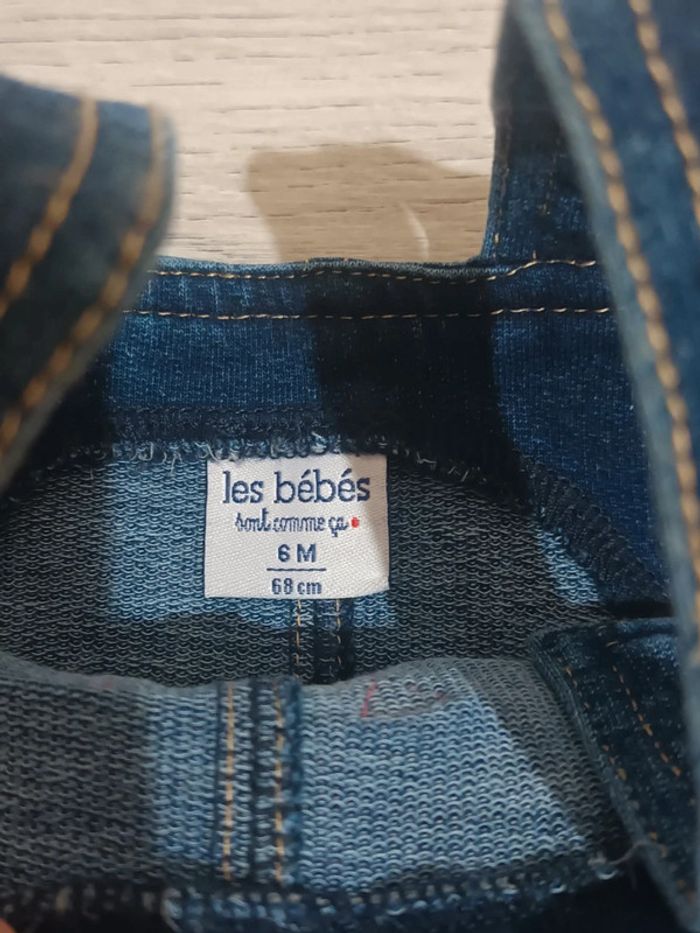 les bébés
sont comme ça
6 M
68 cm